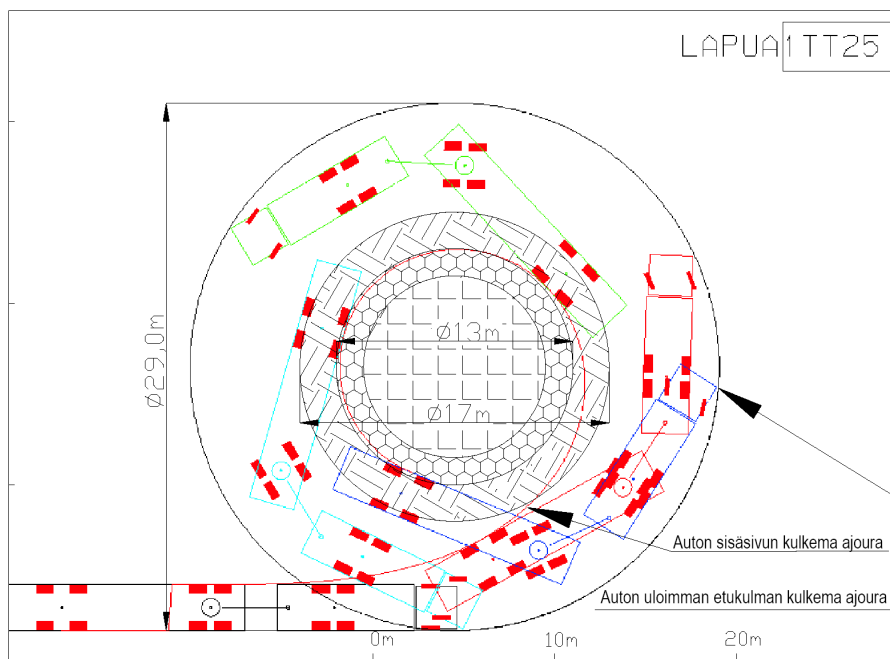 LAPUA1TT25
Ø29,0m
Ø13m
Ø17m
Auton sisäsivun kulkema ajoura
Auton uloimman etukulman kulkema ajoura
0m 10m 20m